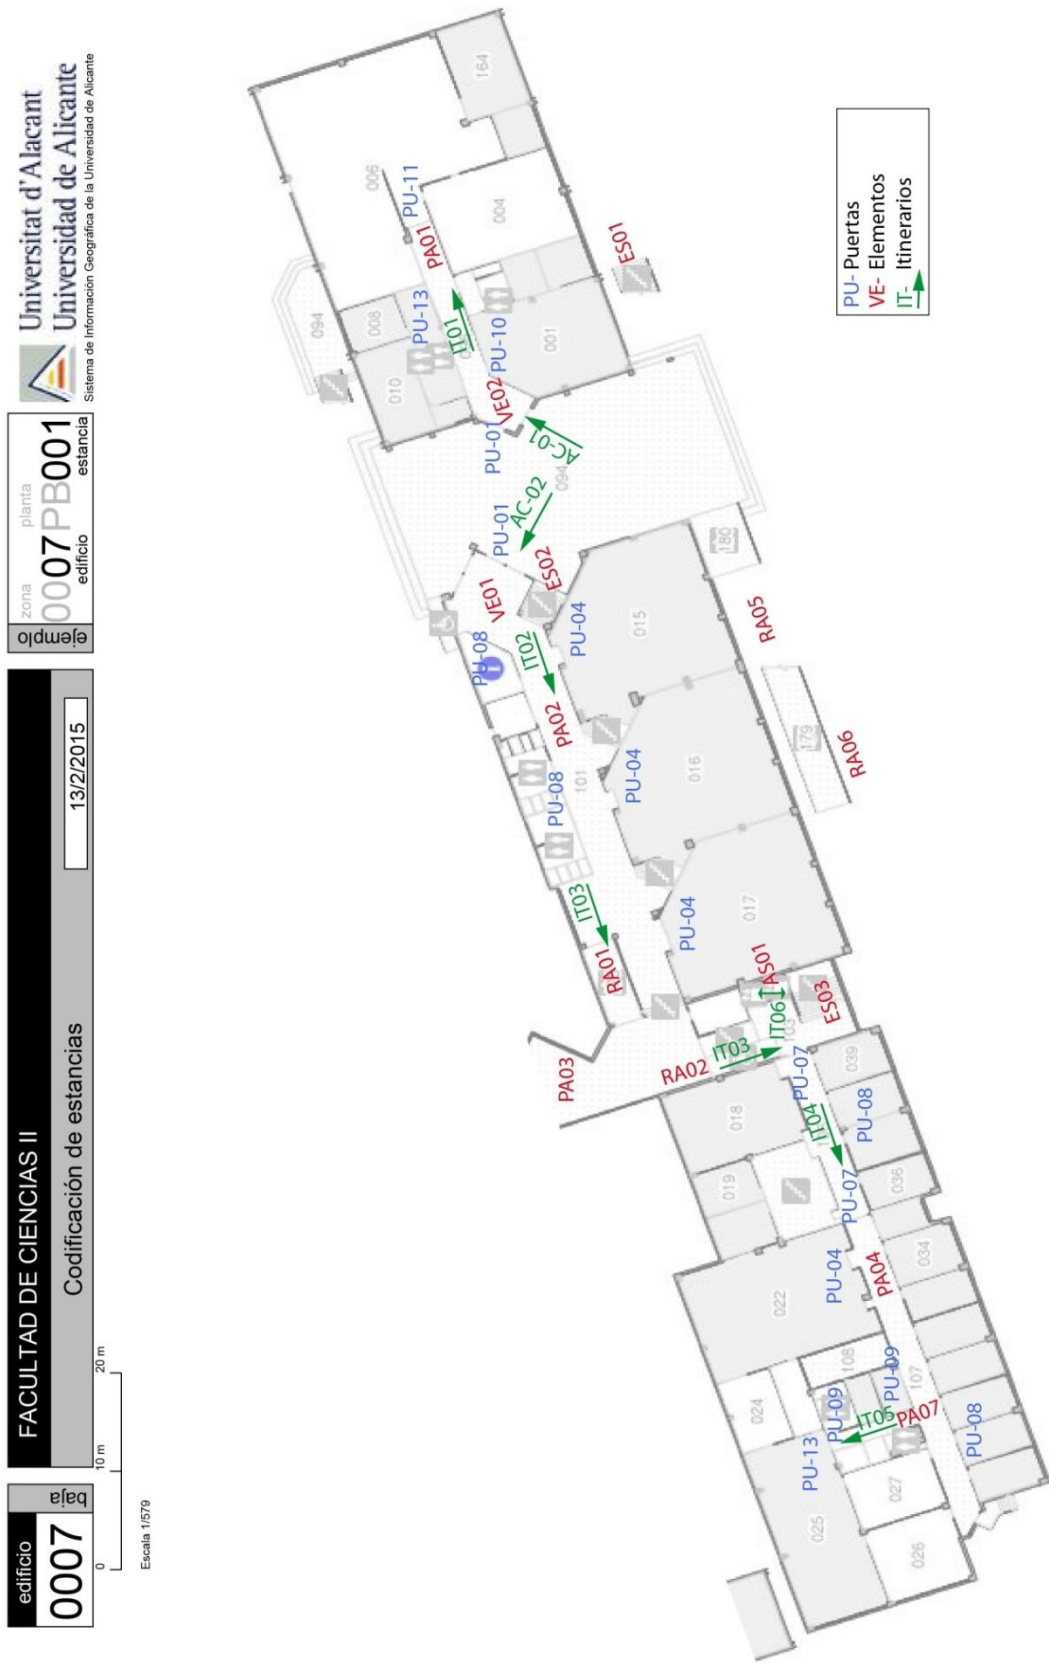 edificio
0007
baja
FACULTAD DE CIENCIAS II
Codificación de estancias
13/2/2015
ejemplo
zona
planta
0007PB001
edificio
estancia
Universitat d'Alacant
Universidad de Alicante
Sistema de Información Geográfica de la Universidad de Alicante
0
10 m
20 m
Escala 1/579
164
006
PU-11
004
PA01
ES01
094
008
PU-13
IT01
PU-10
001
010
VE02
PU-01
AC-01
094
AC-02
PU-01
ES02
VE01
PU-08
IT02
PU-04
015
180
RA05
PA02
101
PU-08
PU-04
016
179
RA06
IT03
RA01
PU-04
017
AS01
ES03
IT06
103
PA03
RA02
IT03
PU-07
039
018
IT04
PU-08
019
PU-07
036
PU-04
PA04
034
022
108
PU-09
107
024
PU-09
IT05
PA07
PU-08
PU-13
025
027
026
PU- Puertas
VE- Elementos
IT- Itinerarios